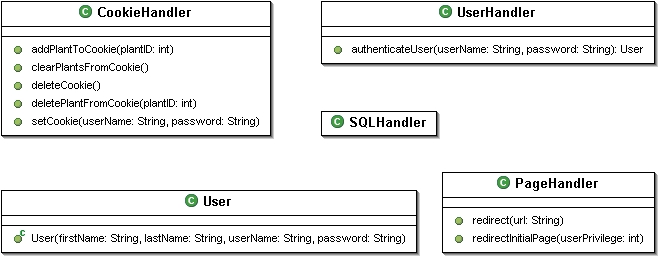 CookieHandler
addPlantToCookie(plantID: int)
clearPlantsFromCookie()
deleteCookie()
deletePlantFromCookie(plantID: int)
setCookie(userName: String, password: String)
UserHandler
authenticateUser(userName: String, password: String): User
SQLHandler
User
User(firstName: String, lastName: String, userName: String, password: String)
PageHandler
redirect(url: String)
redirectInitialPage(userPrivilege: int)